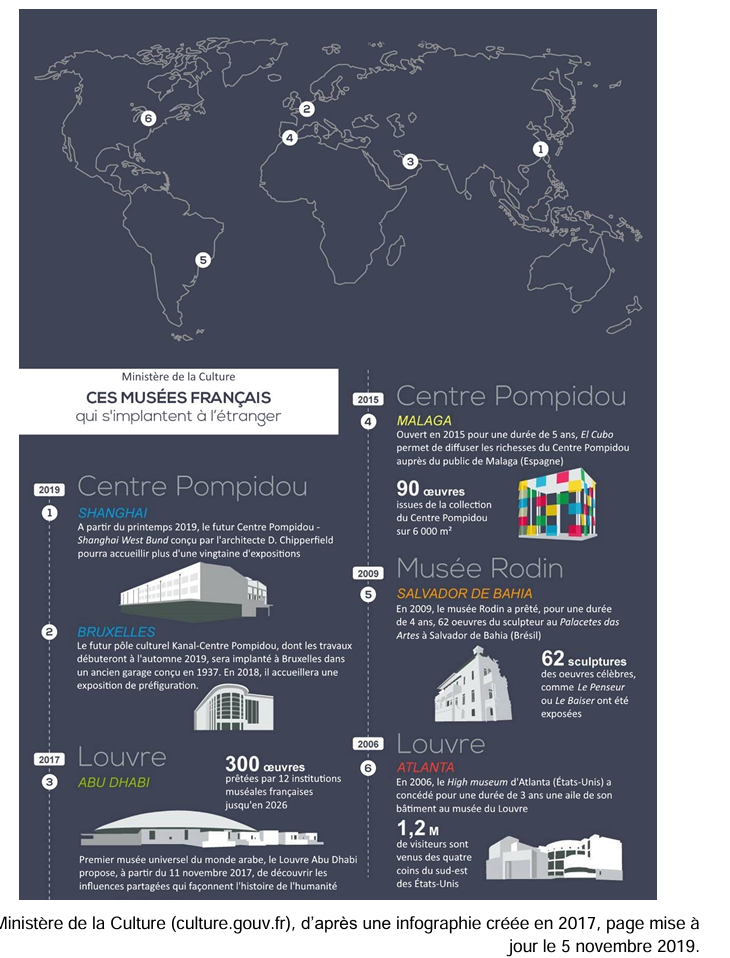 6
2
4
3
1
5
Ministère de la Culture
CES MUSÉES FRANÇAIS
qui s'implantent à l'étranger
2019
Centre Pompidou
1
SHANGHAI
A partir du printemps 2019, le futur Centre Pompidou -
Shanghai West Bund conçu par l'architecte D. Chipperfield
pourra accueillir plus d'une vingtaine d'expositions
2
BRUXELLES
Le futur pôle culturel Kanal-Centre Pompidou, dont les travaux
débuteront à l'automne 2019, sera implanté à Bruxelles dans
un ancien garage conçu en 1937. En 2018, il accueillera une
exposition de préfiguration.
2017
Louvre
3
ABU DHABI
300 œuvres
prêtées par 12 institutions
muséales françaises
jusqu'en 2026
Premier musée universel du monde arabe, le Louvre Abu Dhabi
propose, à partir du 11 novembre 2017, de découvrir les
influences partagées qui façonnent l'histoire de l'humanité
2015
Centre Pompidou
4
MALAGA
Ouvert en 2015 pour une durée de 5 ans, El Cubo
permet de diffuser les richesses du Centre Pompidou
auprès du public de Malaga (Espagne)
90 œuvres
issues de la collection
du Centre Pompidou
sur 6 000 m²
2009
Musée Rodin
5
SALVADOR DE BAHIA
En 2009, le musée Rodin a prêté, pour une durée
de 4 ans, 62 oeuvres du sculpteur au Palacetes das
Artes à Salvador de Bahia (Brésil)
62 sculptures
des oeuvres célèbres,
comme Le Penseur
ou Le Baiser ont été
exposées
2006
Louvre
6
ATLANTA
En 2006, le High museum d'Atlanta (États-Unis) a
concédé pour une durée de 3 ans une aile de son
bâtiment au musée du Louvre
1,2 M
de visiteurs sont
venus des quatre
coins du sud-est
des États-Unis
Ministère de la Culture (culture.gouv.fr), d'après une infographie créée en 2017, page mise à
jour le 5 novembre 2019.